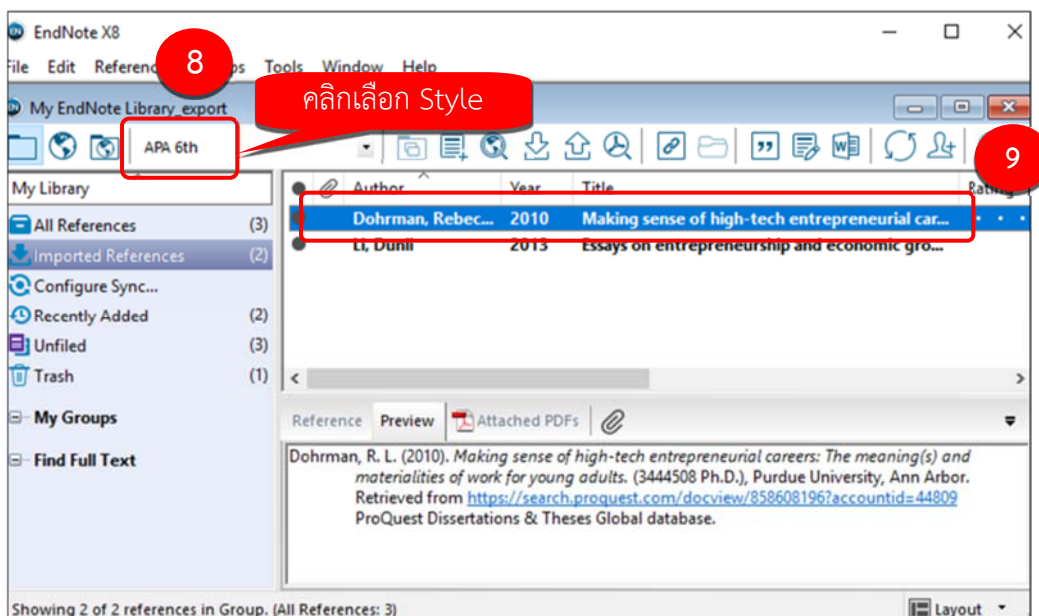 EndNote X8
File Edit Tools Window Help
8
คลิกเลือก Style
My EndNote Library_export
APA 6th
9
My Library
Author Year Title
All References (3)
Dohrman, Rebec... 2010 Making sense of high-tech entrepreneurial car...
Imported References (2)
Li, Dunli 2013 Essays on entrepreneurship and economic gro...
Configure Sync...
Recently Added (2)
Unfiled (3)
Trash (1)
My Groups
Find Full Text
Reference Preview Attached PDFs
Dohrman, R. L. (2010). Making sense of high-tech entrepreneurial careers: The meaning(s) and
materialities of work for young adults. (3444508 Ph.D.), Purdue University, Ann Arbor.
Retrieved from https://search.proquest.com/docview/858608196?accountid=44809
ProQuest Dissertations & Theses Global database.
Showing 2 of 2 references in Group. (All References: 3)
Layout